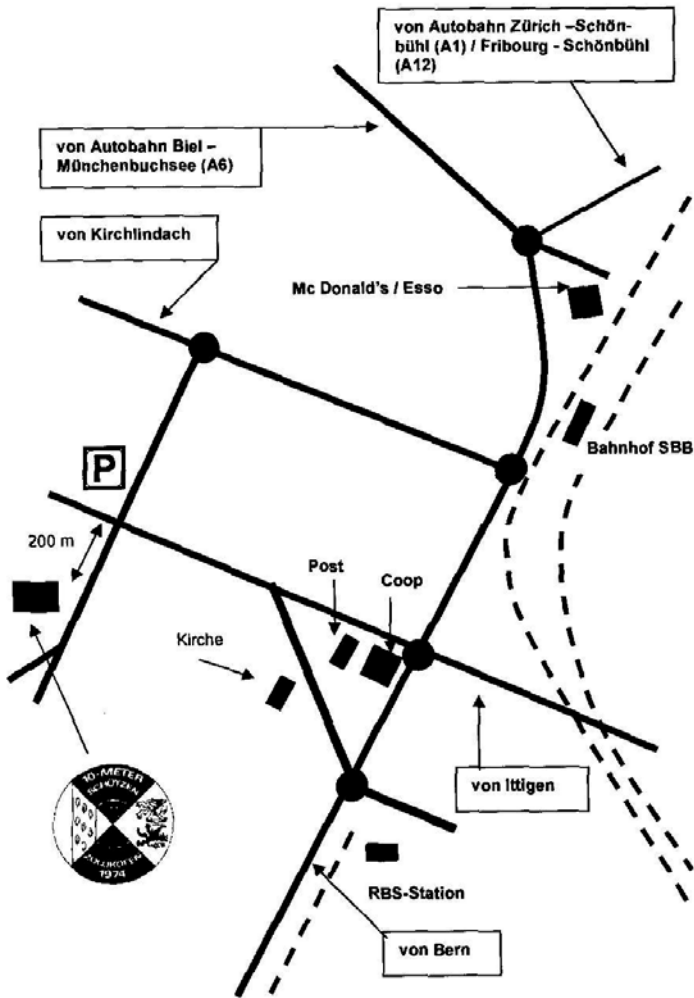 von Autobahn Zürich –Schön-
bühl (A1) / Fribourg - Schönbühl
(A12)
von Autobahn Biel –
Münchenbuchsee (A6)
von Kirchlindach
Mc Donald's / Esso
Bahnhof SBB
P
200 m
Post
Coop
Kirche
von Ittigen
10-METER
SCHÜTZEN
ZOLLIKOFEN
1974
RBS-Station
von Bern